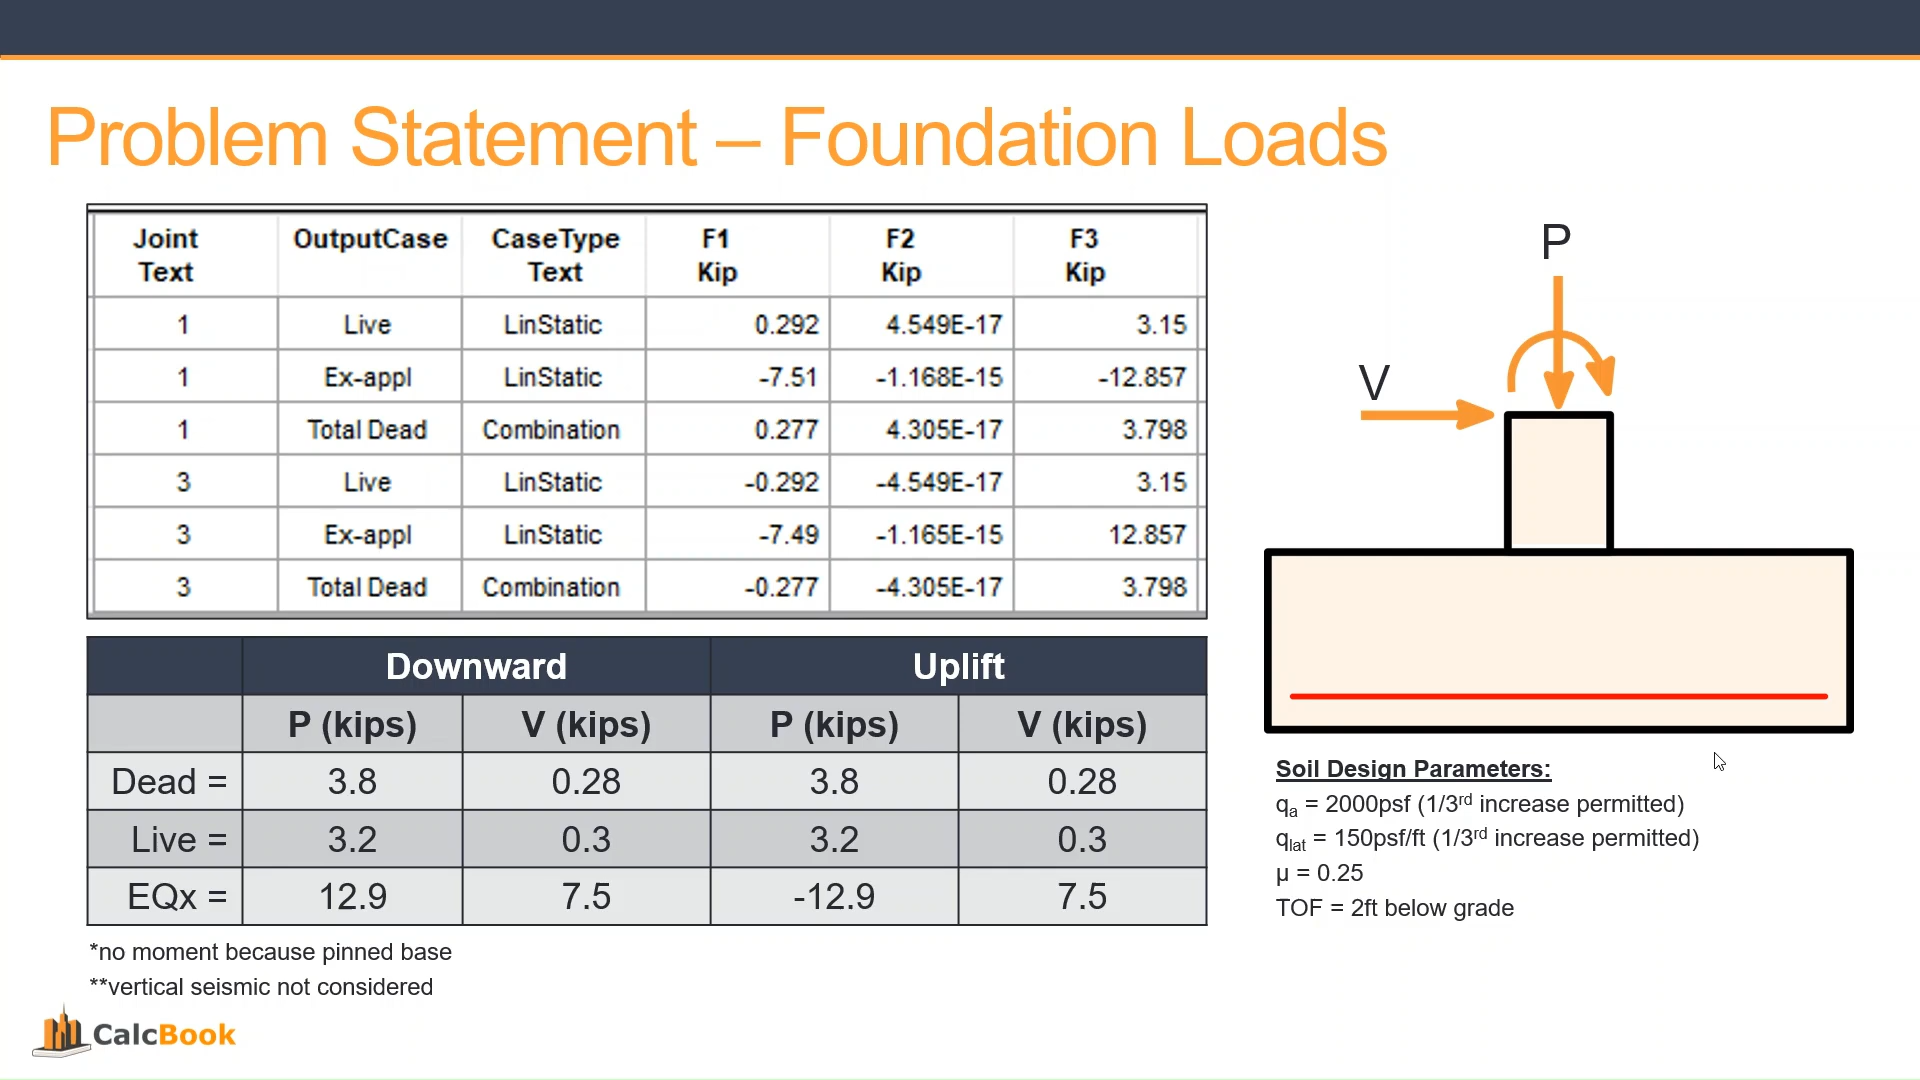 Problem Statement – Foundation Loads
Joint Text OutputCase CaseType Text F1 Kip F2 Kip F3 Kip
1 Live LinStatic 0.292 4.549E-17 3.15
1 Ex-appl LinStatic -7.51 -1.168E-15 -12.857
1 Total Dead Combination 0.277 4.305E-17 3.798
3 Live LinStatic -0.292 -4.549E-17 3.15
3 Ex-appl LinStatic -7.49 -1.165E-15 12.857
3 Total Dead Combination -0.277 -4.305E-17 3.798
Downward Uplift
P (kips) V (kips) P (kips) V (kips)
Dead = 3.8 0.28 3.8 0.28
Live = 3.2 0.3 3.2 0.3
EQx = 12.9 7.5 -12.9 7.5
*no moment because pinned base
**vertical seismic not considered
P
V
Soil Design Parameters:
qa = 2000psf (1/3rd increase permitted)
qlat = 150psf/ft (1/3rd increase permitted)
μ = 0.25
TOF = 2ft below grade
CalcBook